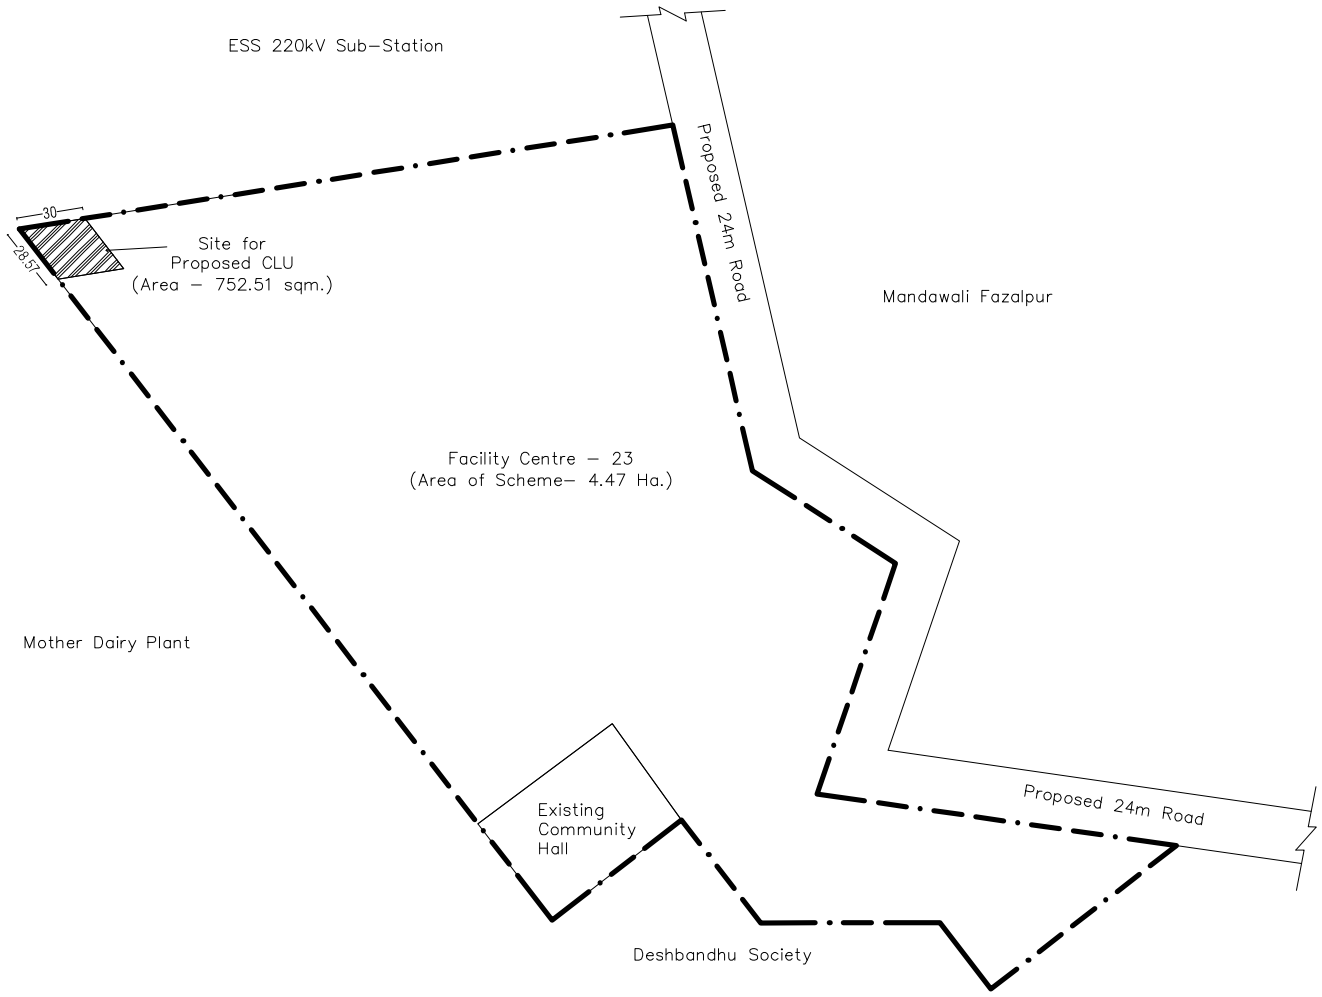 ESS 220kV Sub-Station
Proposed 24m Road
30
28.57
Site for
Proposed CLU
(Area - 752.51 sqm.)
Mandawali Fazalpur
Facility Centre - 23
(Area of Scheme- 4.47 Ha.)
Mother Dairy Plant
Existing
Community
Hall
Proposed 24m Road
Deshbandhu Society